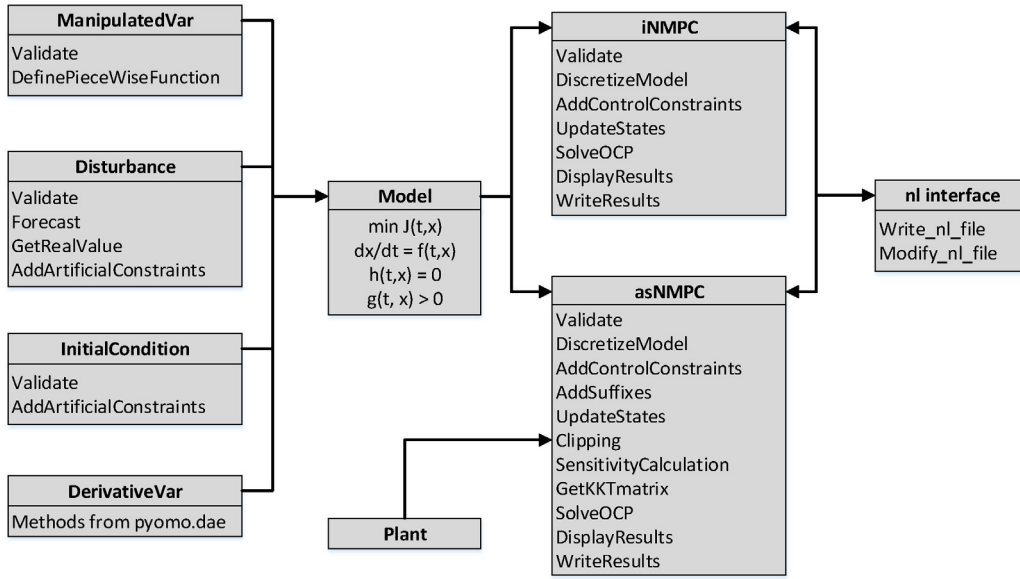 ManipulatedVar
Validate
DefinePieceWiseFunction
Disturbance
Validate
Forecast
GetRealValue
AddArtificialConstraints
InitialCondition
Validate
AddArtificialConstraints
DerivativeVar
Methods from pyomo.dae
Model
min J(t,x)
dx/dt = f(t,x)
h(t,x) = 0
g(t, x) > 0
Plant
iNMPC
Validate
DiscretizeModel
AddControlConstraints
UpdateStates
SolveOCP
DisplayResults
WriteResults
asNMPC
Validate
DiscretizeModel
AddControlConstraints
AddSuffixes
UpdateStates
Clipping
SensitivityCalculation
GetKKTmatrix
SolveOCP
DisplayResults
WriteResults
nl interface
Write_nl_file
Modify_nl_file